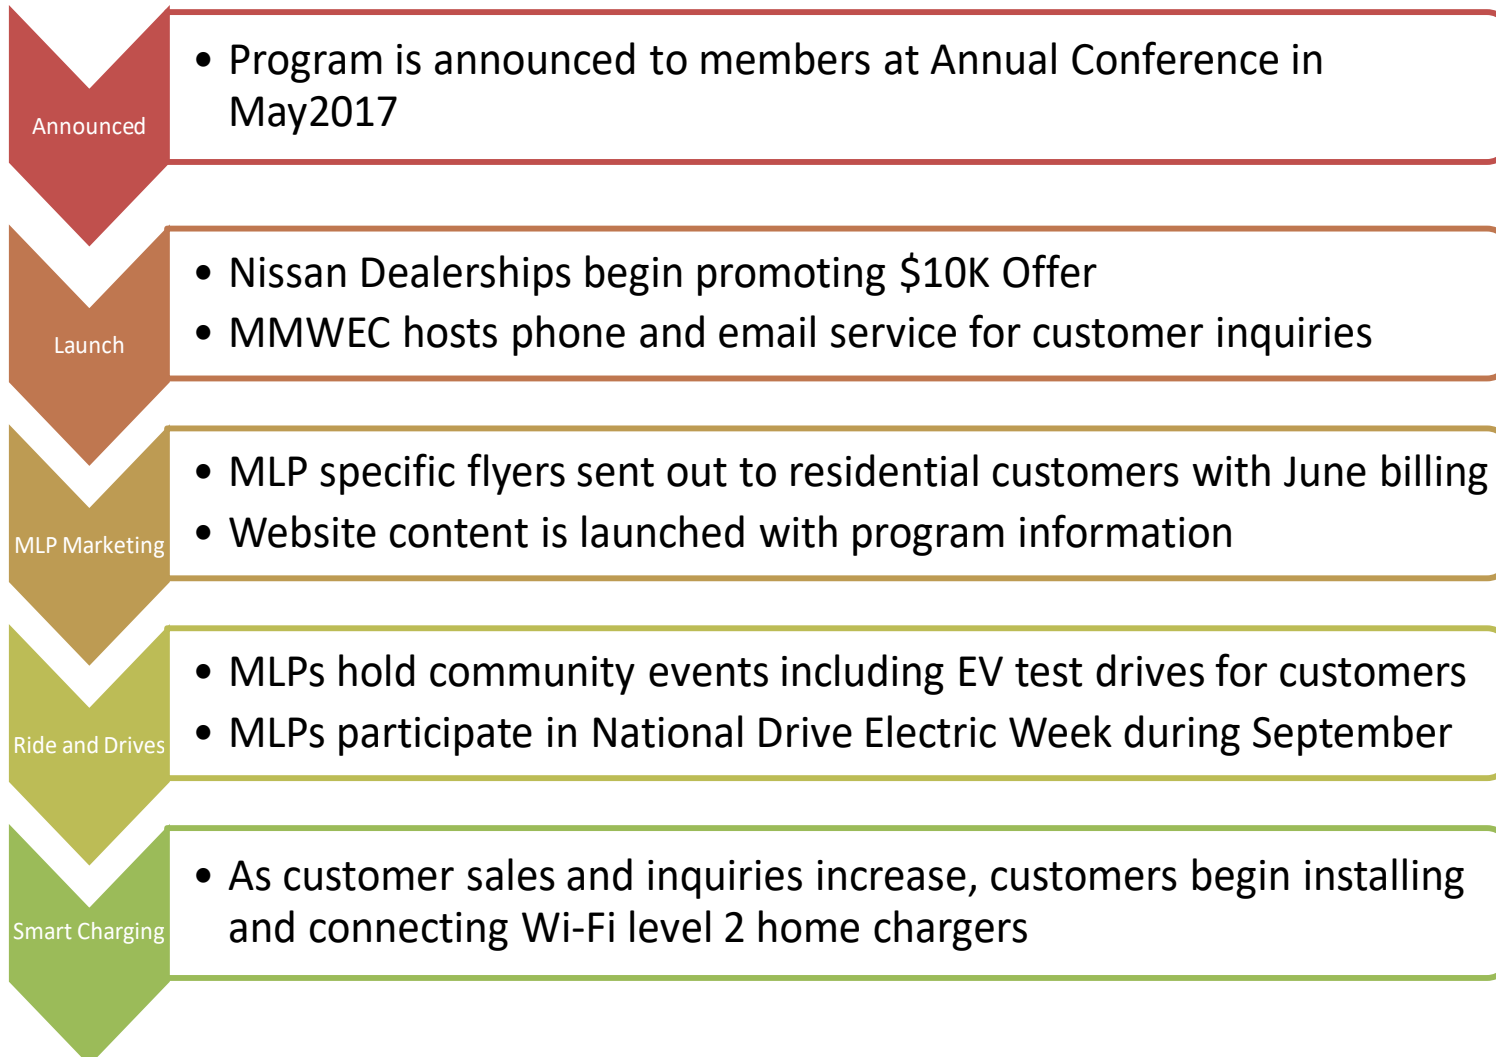 Announced
• Program is announced to members at Annual Conference in
May2017
Launch
• Nissan Dealerships begin promoting $10K Offer
• MMWEC hosts phone and email service for customer inquiries
MLP Marketing
• MLP specific flyers sent out to residential customers with June billing
• Website content is launched with program information
Ride and Drives
• MLPs hold community events including EV test drives for customers
• MLPs participate in National Drive Electric Week during September
Smart Charging
• As customer sales and inquiries increase, customers begin installing
and connecting Wi-Fi level 2 home chargers